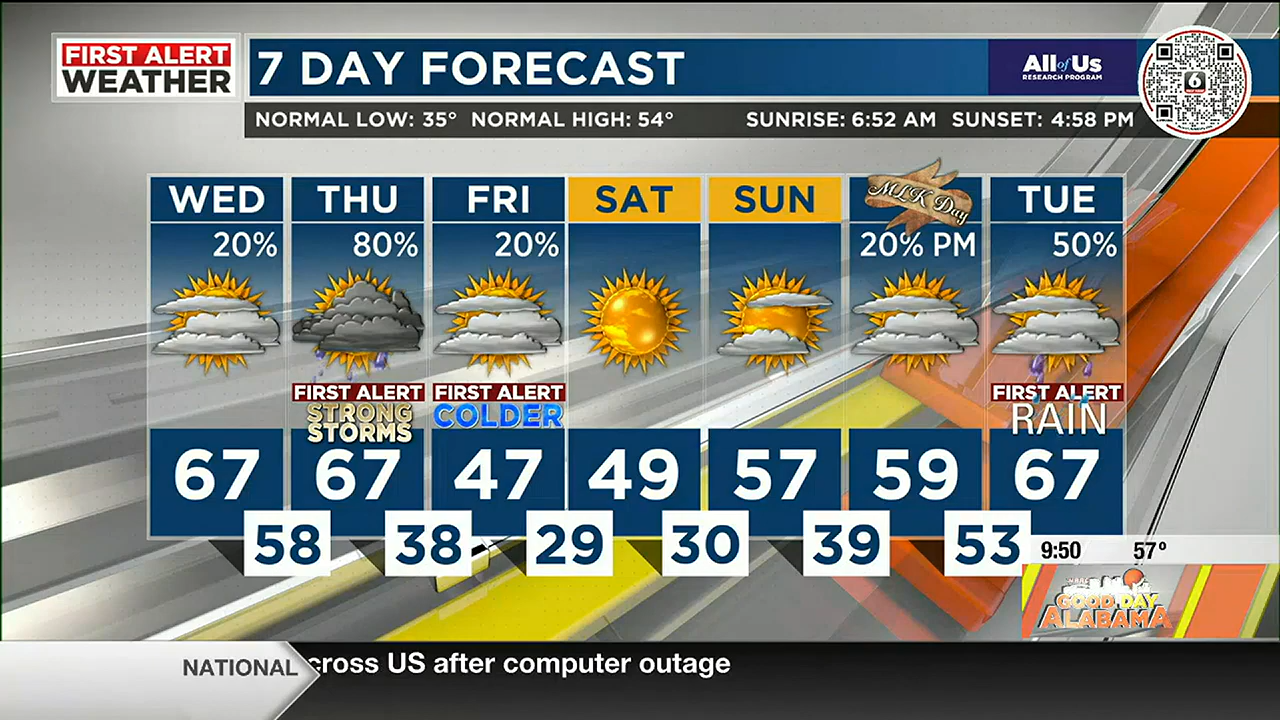 FIRST ALERT
WEATHER
7 DAY FORECAST
All of Us
RESEARCH PROGRAM
6
NORMAL LOW: 35° NORMAL HIGH: 54°
SUNRISE: 6:52 AM SUNSET: 4:58 PM
WED THU FRI SAT SUN MLK Day TUE
20% 80% 20% 20% PM 50%
FIRST ALERT FIRST ALERT FIRST ALERT
STRONG STORMS COLDER RAIN
67 67 47 49 57 59 67
58 38 29 30 39 53
9:50 57°
GOOD DAY
ALABAMA
NATIONAL cross US after computer outage